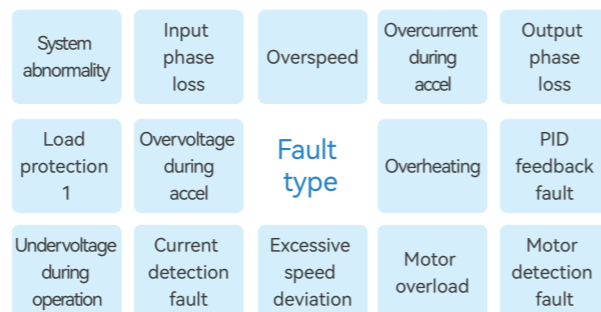 System
abnormality
Input
phase
loss
Overspeed
Overcurrent
during
accel
Output
phase
loss
Load
protection
1
Overvoltage
during
accel
Fault
type
Overheating
PID
feedback
fault
Undervoltage
during
operation
Current
detection
fault
Excessive
speed
deviation
Motor
overload
Motor
detection
fault